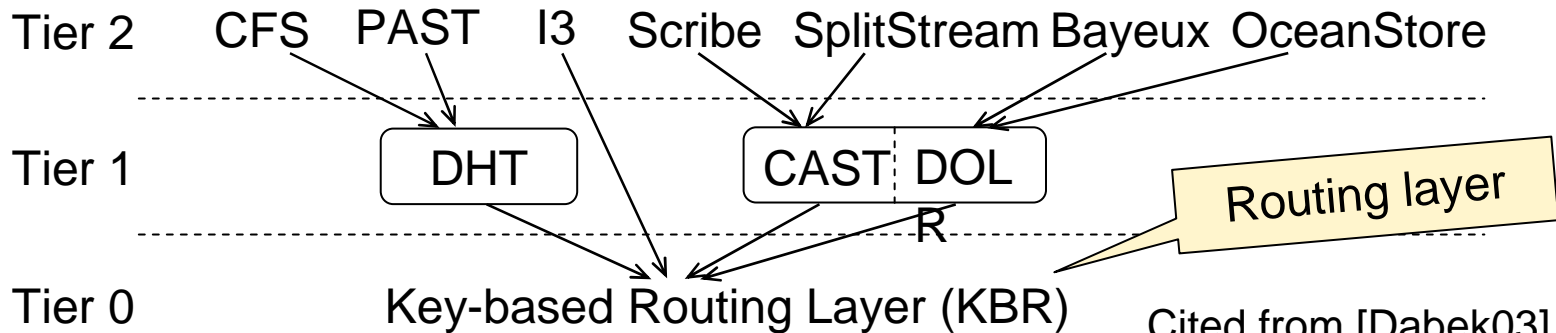 Tier 2 CFS PAST I3 Scribe SplitStream Bayeux OceanStore
Tier 1 DHT CAST DOL
R
Routing layer
Tier 0 Key-based Routing Layer (KBR)
Cited from [Dabek03]